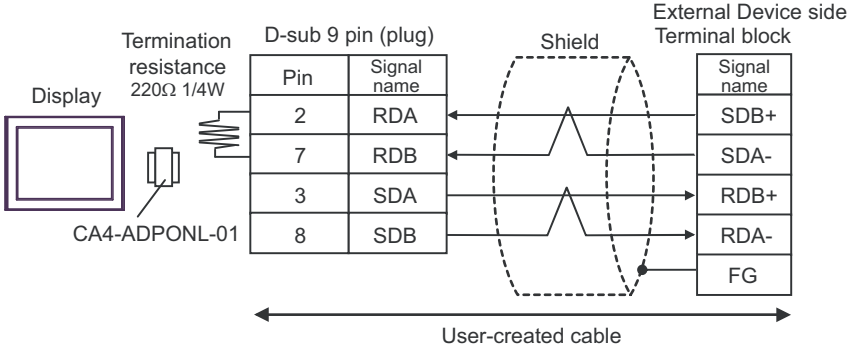 External Device side
Terminal block
D-sub 9 pin (plug)
Shield
Termination
resistance
220Ω 1/4W
Display
CA4-ADPONL-01
Pin Signal name
2 RDA
7 RDB
3 SDA
8 SDB
Signal name
SDB+
SDA-
RDB+
RDA-
FG
User-created cable